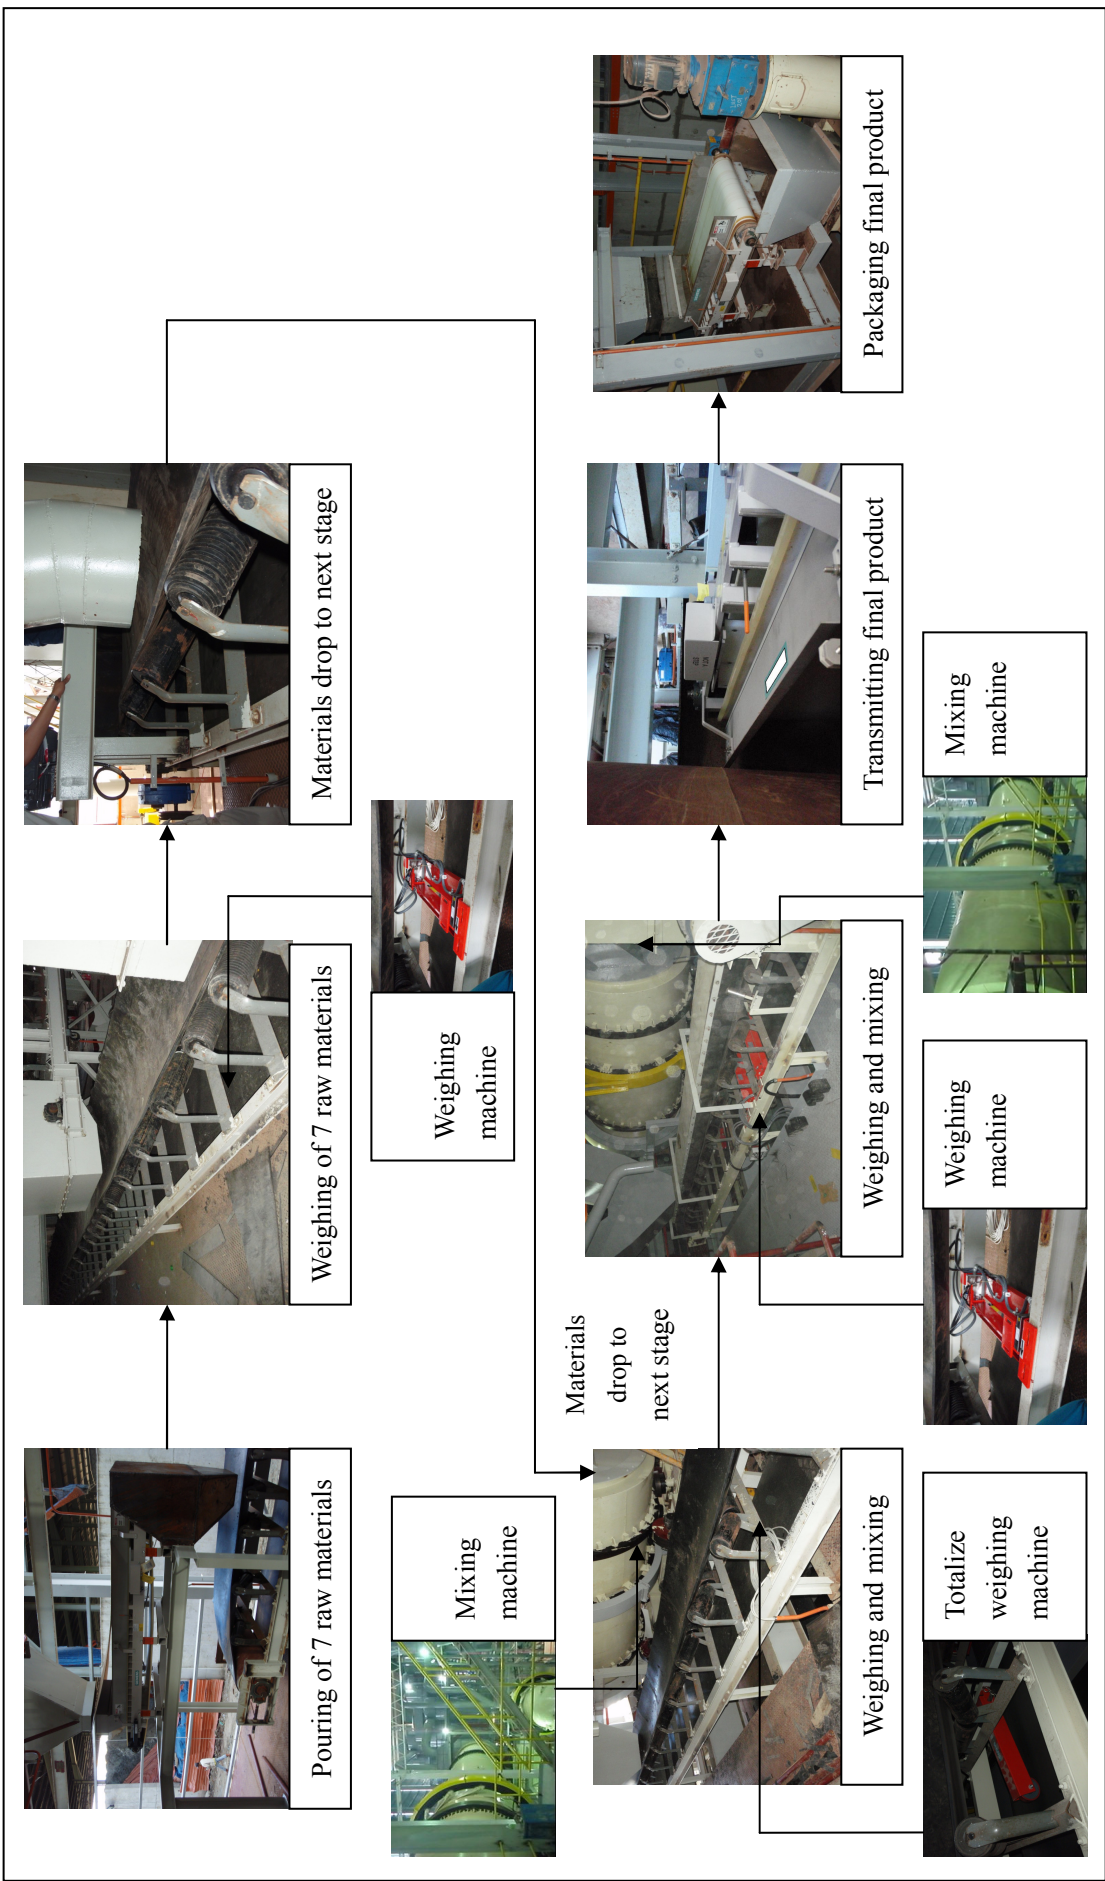 Pouring of 7 raw materials
Weighing of 7 raw materials
Materials drop to next stage
Weighing
machine
Mixing
machine
Materials
drop to
next stage
Weighing and mixing
Weighing and mixing
Transmitting final product
Packaging final product
Totalize
weighing
machine
Weighing
machine
Mixing
machine